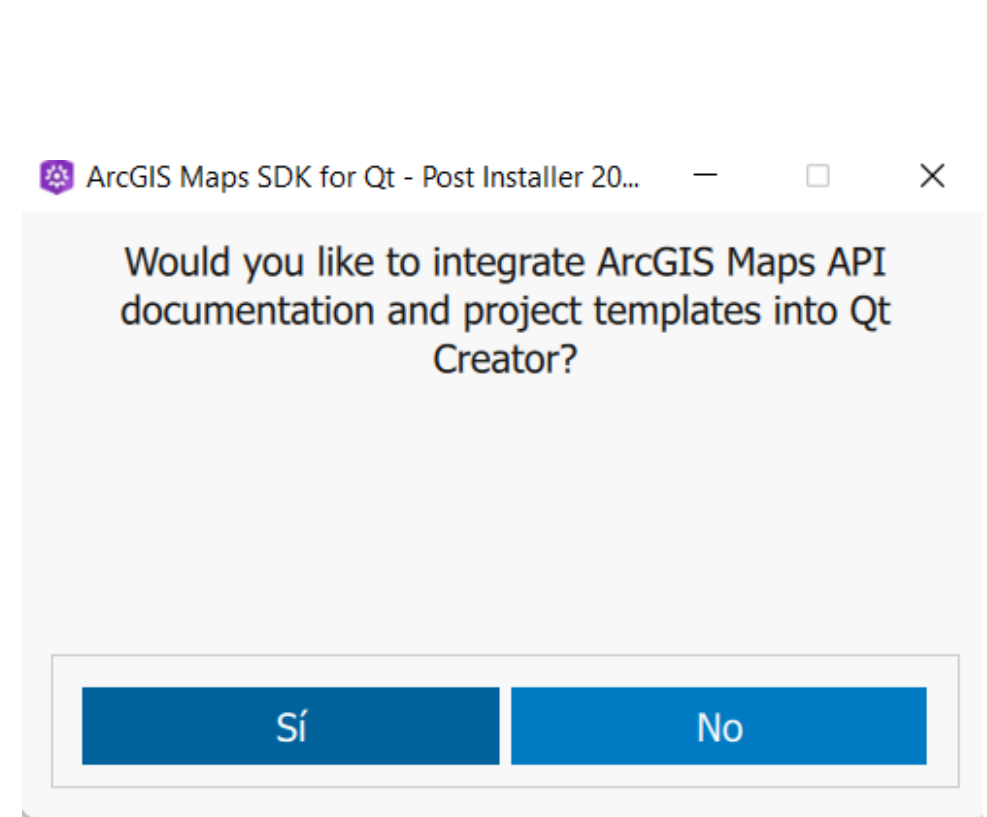 ArcGIS Maps SDK for Qt - Post Installer 20...
Would you like to integrate ArcGIS Maps API
documentation and project templates into Qt
Creator?
Sí
No